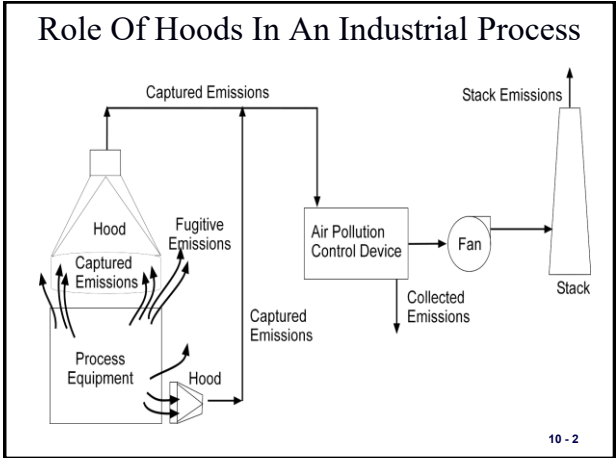 Role Of Hoods In An Industrial Process
Captured Emissions
Stack Emissions
Hood
Fugitive
Emissions
Captured
Emissions
Air Pollution
Control Device
Fan
Stack
Collected
Emissions
Captured
Emissions
Process
Equipment
Hood
10 - 2